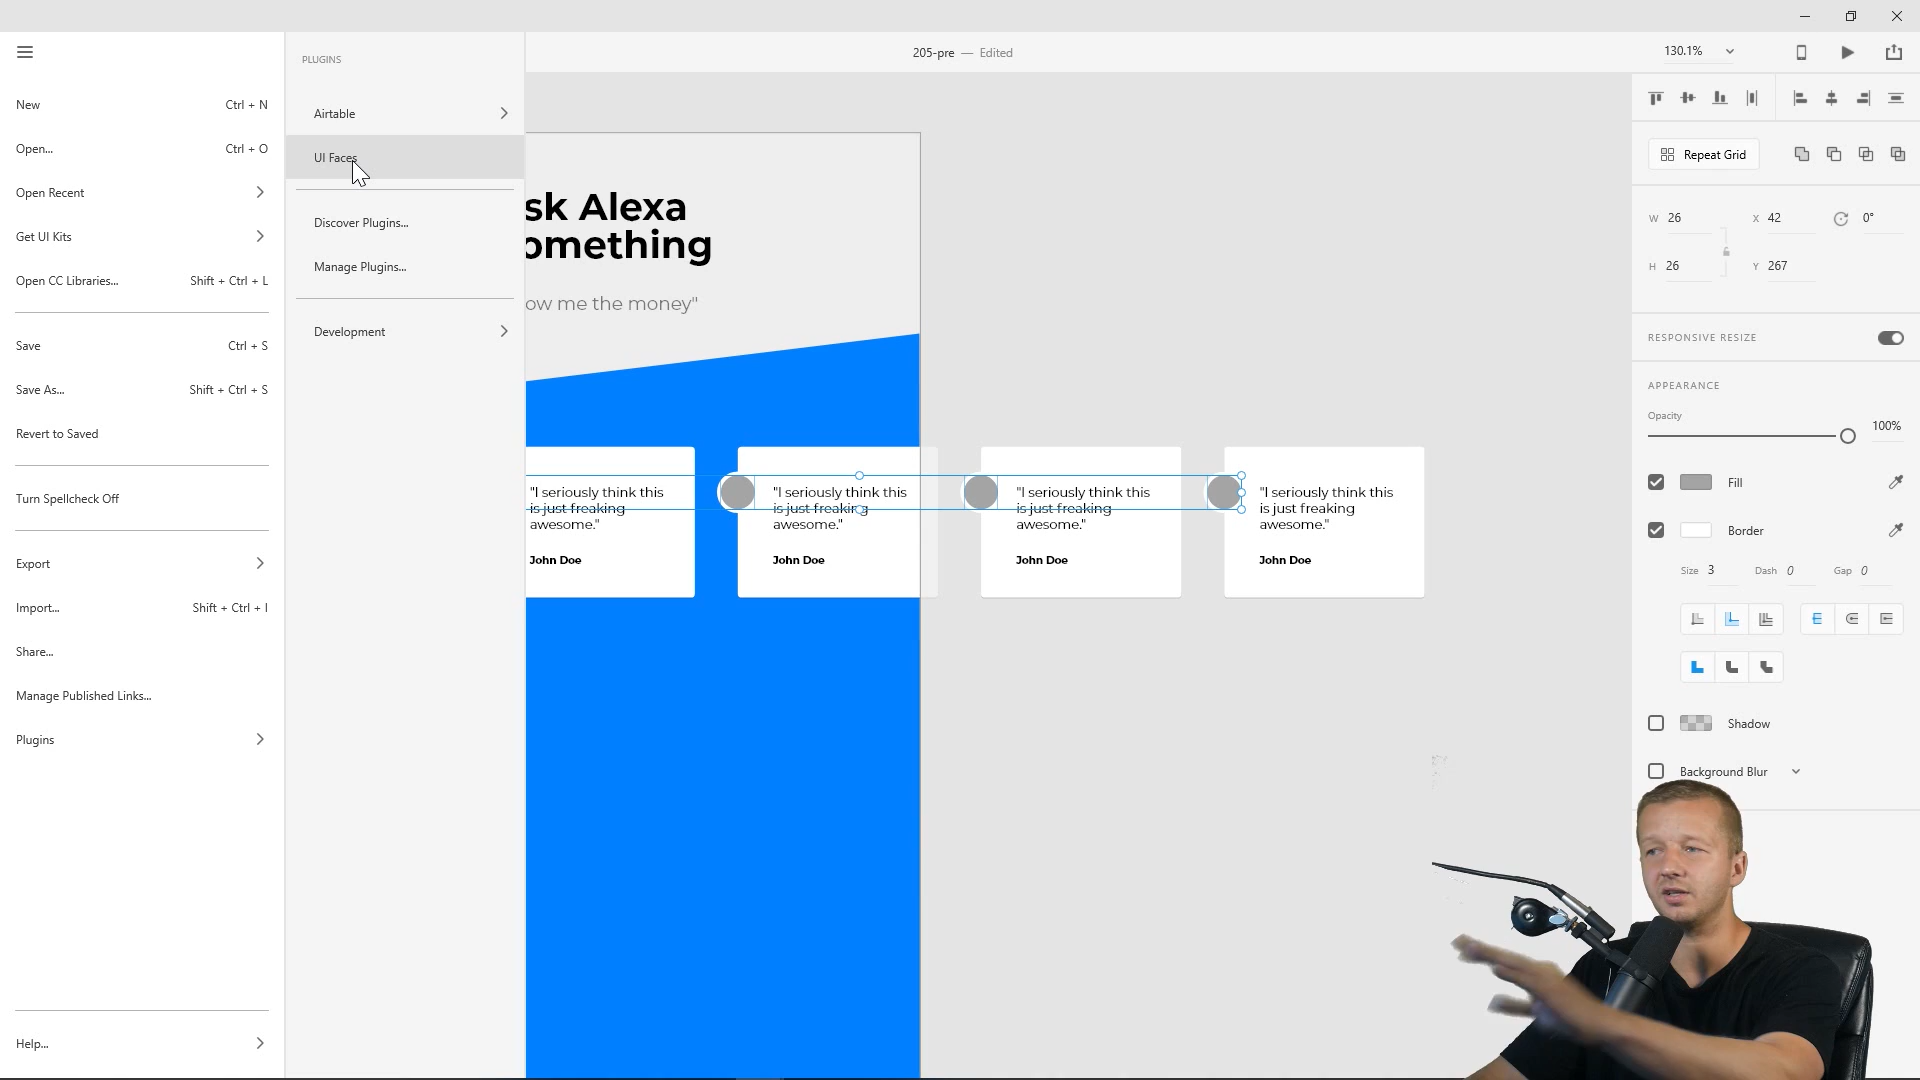 205-pre — Edited
130.1%
New Ctrl + N
Open... Ctrl + O
Open Recent
Get UI Kits
Open CC Libraries... Shift + Ctrl + L
Save Ctrl + S
Save As... Shift + Ctrl + S
Revert to Saved
Turn Spellcheck Off
Export
Import... Shift + Ctrl + I
Share...
Manage Published Links...
Plugins
Help...
PLUGINS
Airtable
UI Faces
Discover Plugins...
Manage Plugins...
Development
sk Alexa
omething
ow me the money"
"I seriously think this
is just freaking
awesome."
John Doe
"I seriously think this
is just freaking
awesome."
John Doe
"I seriously think this
is just freaking
awesome."
John Doe
"I seriously think this
is just freaking
awesome."
John Doe
Repeat Grid
W 26 X 42 0°
H 26 Y 267
RESPONSIVE RESIZE
APPEARANCE
Opacity
100%
Fill
Border
Size 3 Dash 0 Gap 0
Shadow
Background Blur